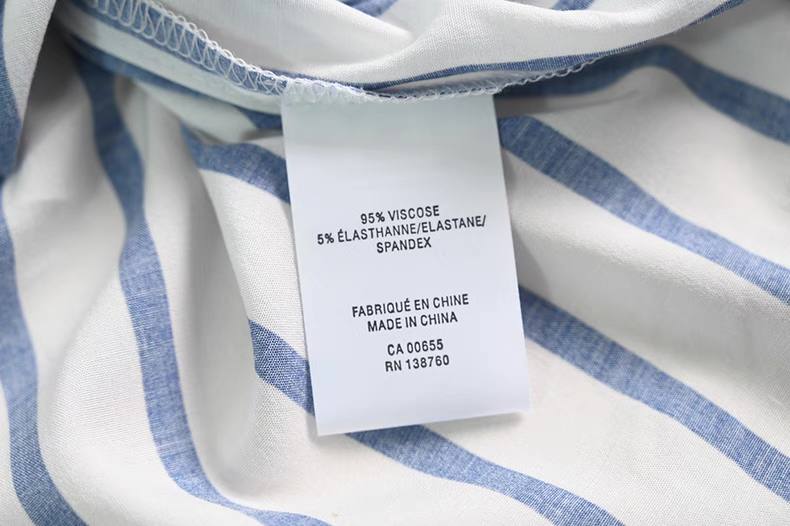 95% VISCOSE
5% ÉLASTHANNE/ELASTANE/
SPANDEX
FABRIQUÉ EN CHINE
MADE IN CHINA
CA 00655
RN 138760